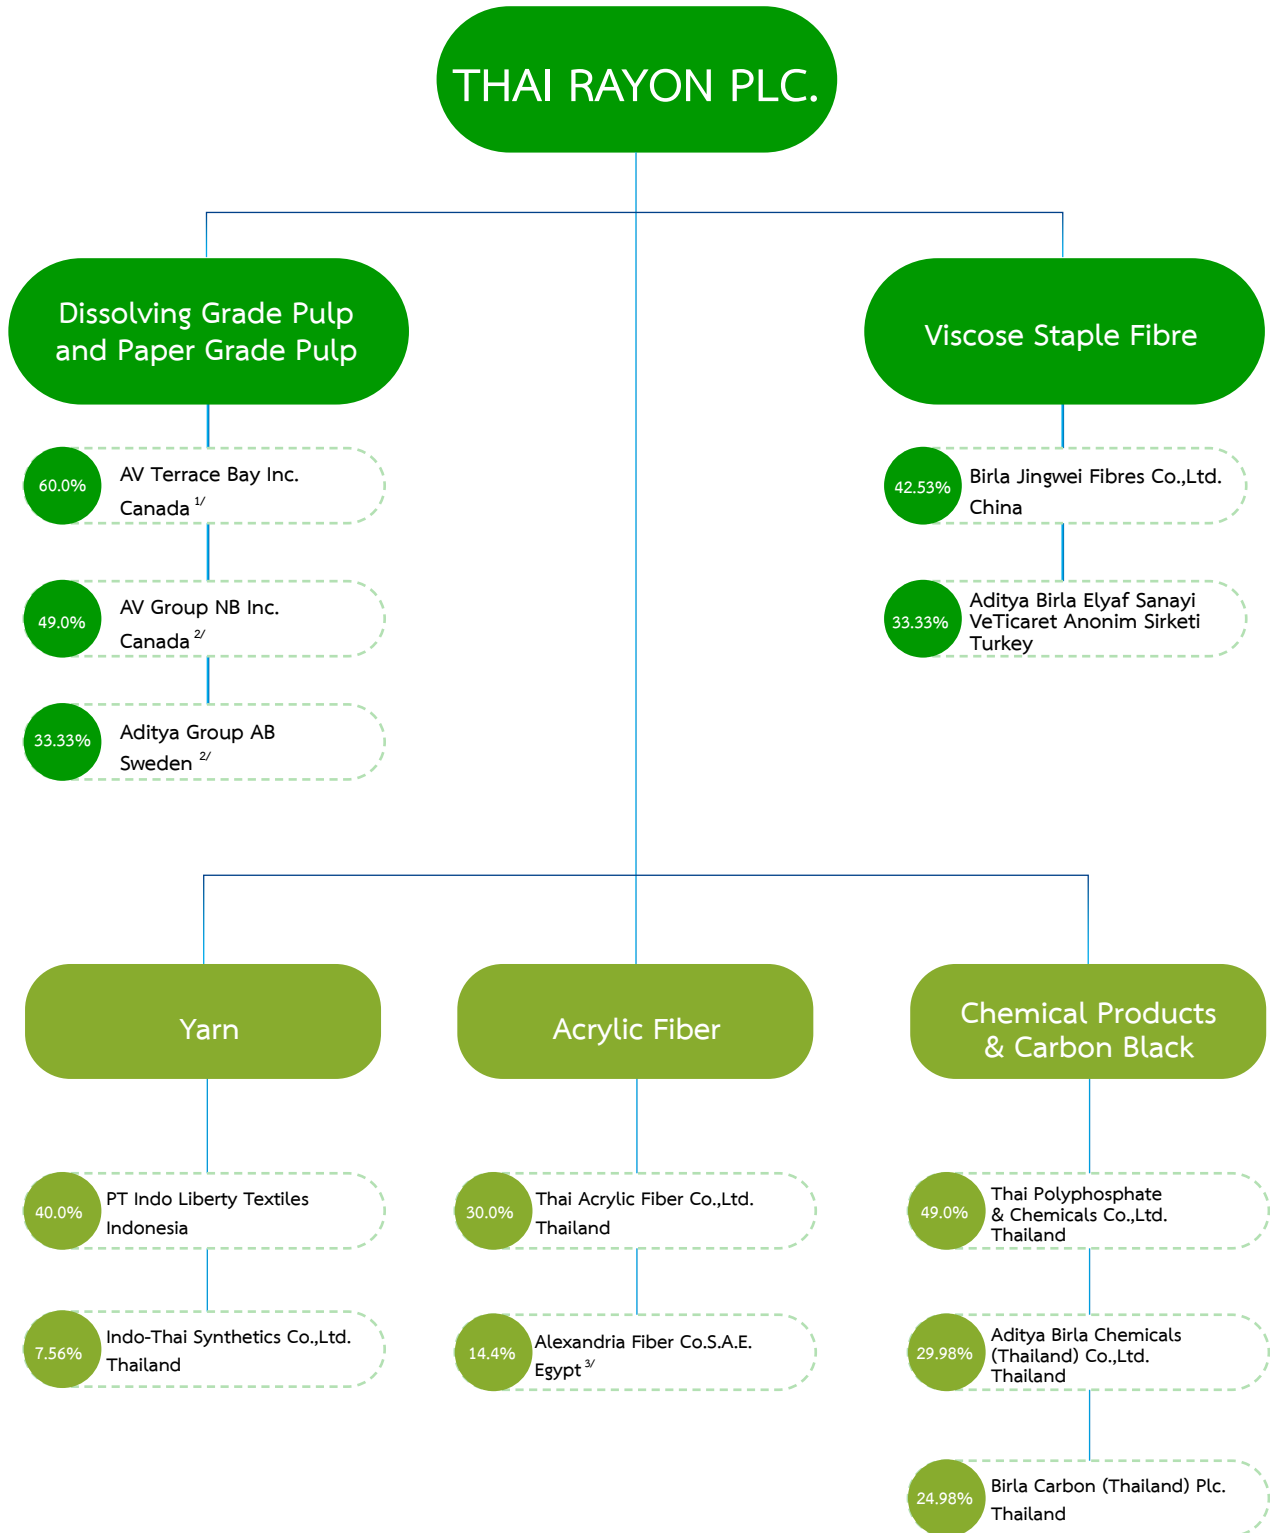 THAI RAYON PLC.
Dissolving Grade Pulp
and Paper Grade Pulp
Viscose Staple Fibre
60.0%
AV Terrace Bay Inc.
Canada 1/
49.0%
AV Group NB Inc.
Canada 2/
33.33%
Aditya Group AB
Sweden 2/
42.53%
Birla Jingwei Fibres Co.,Ltd.
China
33.33%
Aditya Birla Elyaf Sanayi
VeTicaret Anonim Sirketi
Turkey
Yarn
Acrylic Fiber
Chemical Products
& Carbon Black
40.0%
PT Indo Liberty Textiles
Indonesia
7.56%
Indo-Thai Synthetics Co.,Ltd.
Thailand
30.0%
Thai Acrylic Fiber Co.,Ltd.
Thailand
14.4%
Alexandria Fiber Co.S.A.E.
Egypt 3/
49.0%
Thai Polyphosphate
& Chemicals Co.,Ltd.
Thailand
29.98%
Aditya Birla Chemicals
(Thailand) Co.,Ltd.
Thailand
24.98%
Birla Carbon (Thailand) Plc.
Thailand